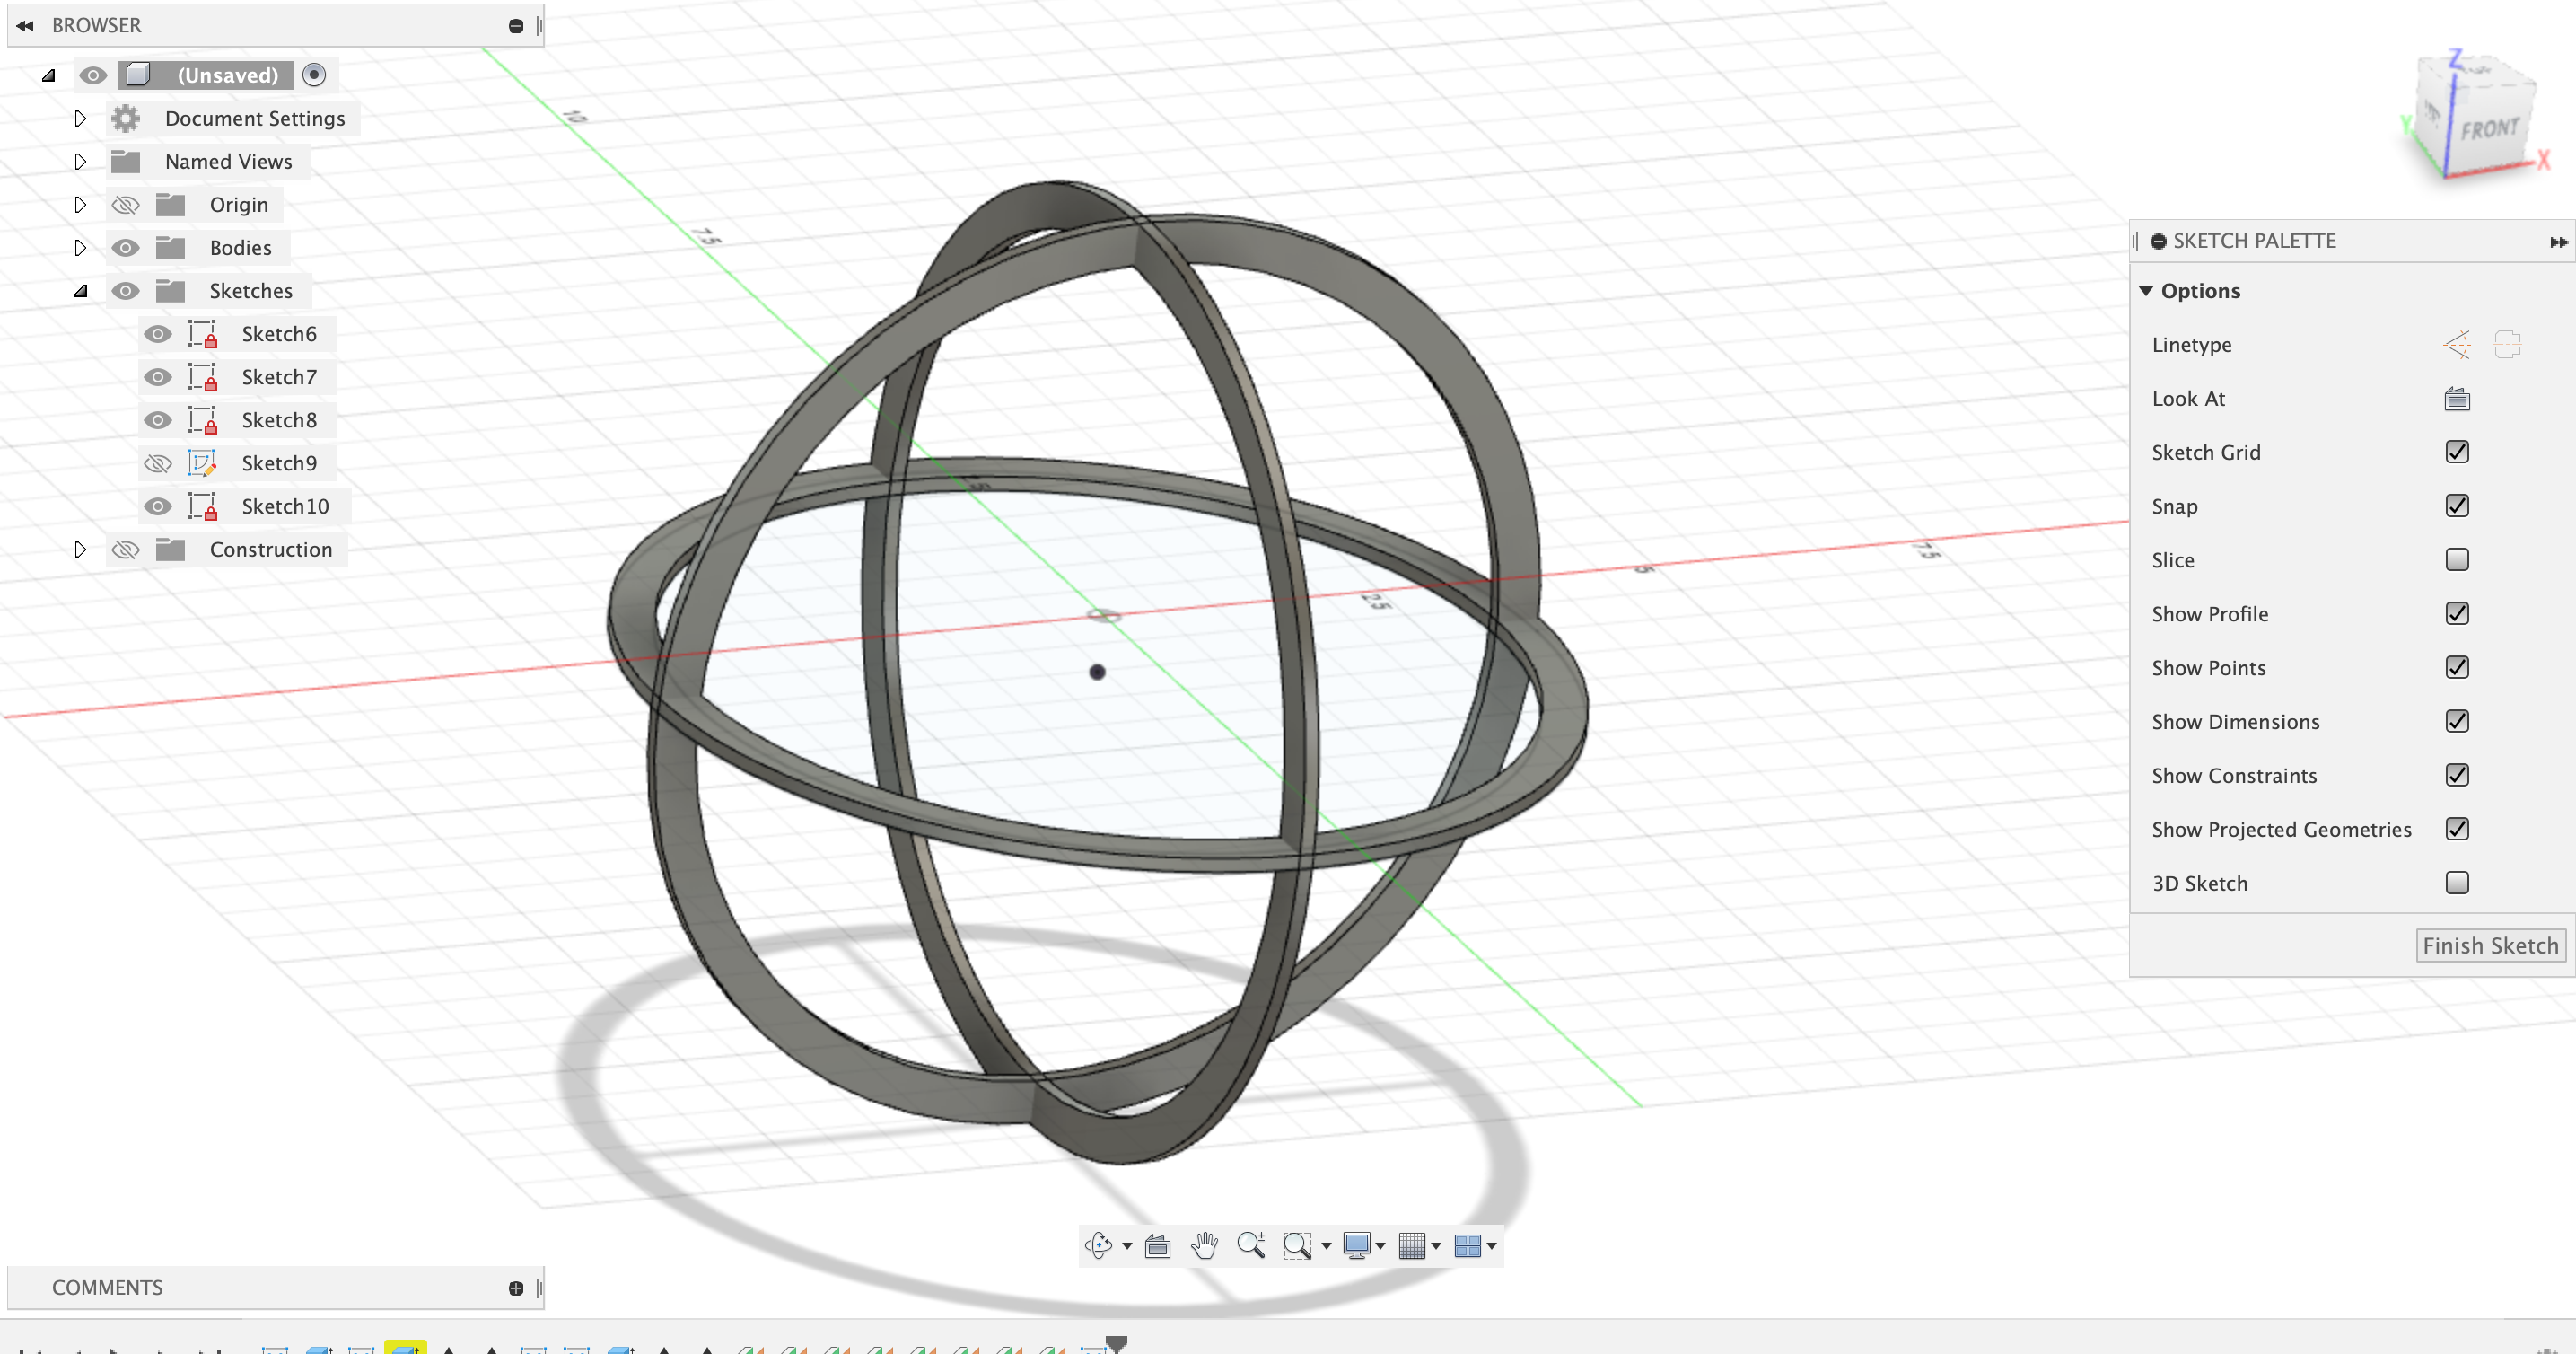 BROWSER
(Unsaved)
Document Settings
Named Views
Origin
Bodies
Sketches
Sketch6
Sketch7
Sketch8
Sketch9
Sketch10
Construction
10
7.5
5
2.5
5
7.5
Z
Y
X
FRONT
SKETCH PALETTE
Options
Linetype
Look At
Sketch Grid
Snap
Slice
Show Profile
Show Points
Show Dimensions
Show Constraints
Show Projected Geometries
3D Sketch
Finish Sketch
COMMENTS